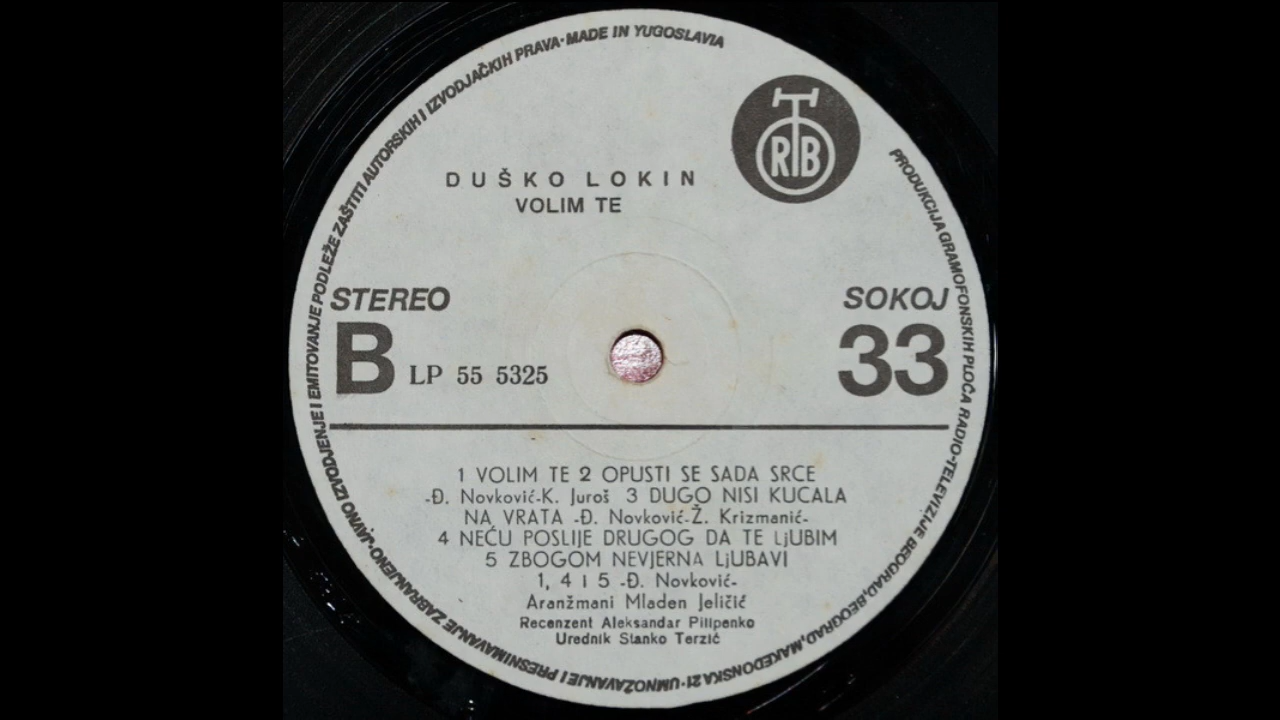 PRODUKCIJA GRAMOFONSKIH PLOČA RADIO-TELEVIZIJE BEOGRAD, BEOGRAD, MAKEDONSKA 21 · UMNOŽAVANJE I PRESNIMAVANJE ZABRANJENO · JAVNO IZVODJENJE I EMITOVANJE PODLEŽE ZAŠTITI AUTORSKIH I IZVODJAČKIH PRAVA · MADE IN YUGOSLAVIA
RTB
DUŠKO LOKIN
VOLIM TE
STEREO
SOKOJ
B LP 55 5325
33
1 VOLIM TE 2 OPUSTI SE SADA SRCE
-Đ. Novković-K. Juroš 3 DUGO NISI KUCALA
NA VRATA -Đ. Novković-Ž. Krizmanić-
4 NEĆU POSLIJE DRUGOG DA TE LjUBIM
5 ZBOGOM NEVJERNA LjUBAVI
1, 4 i 5 -Đ. Novković-
Aranžmani Mladen Jeličić
Recenzent Aleksandar Pilipenko
Urednik Stanko Terzić